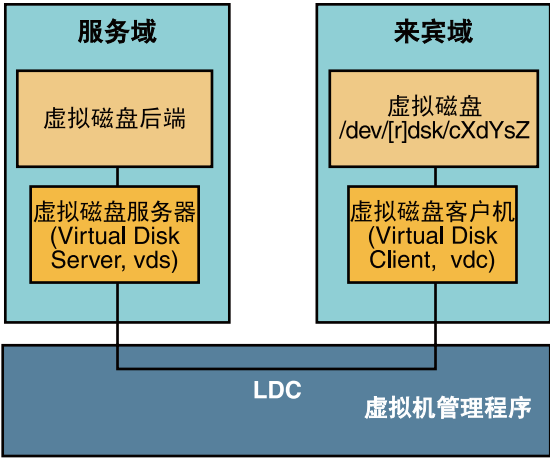 服务域
虚拟磁盘后端
虚拟磁盘服务器
(Virtual Disk
Server, vds)
来宾域
虚拟磁盘
/dev/[r]dsk/cXdYsZ
虚拟磁盘客户机
(Virtual Disk
Client, vdc)
LDC
虚拟机管理程序